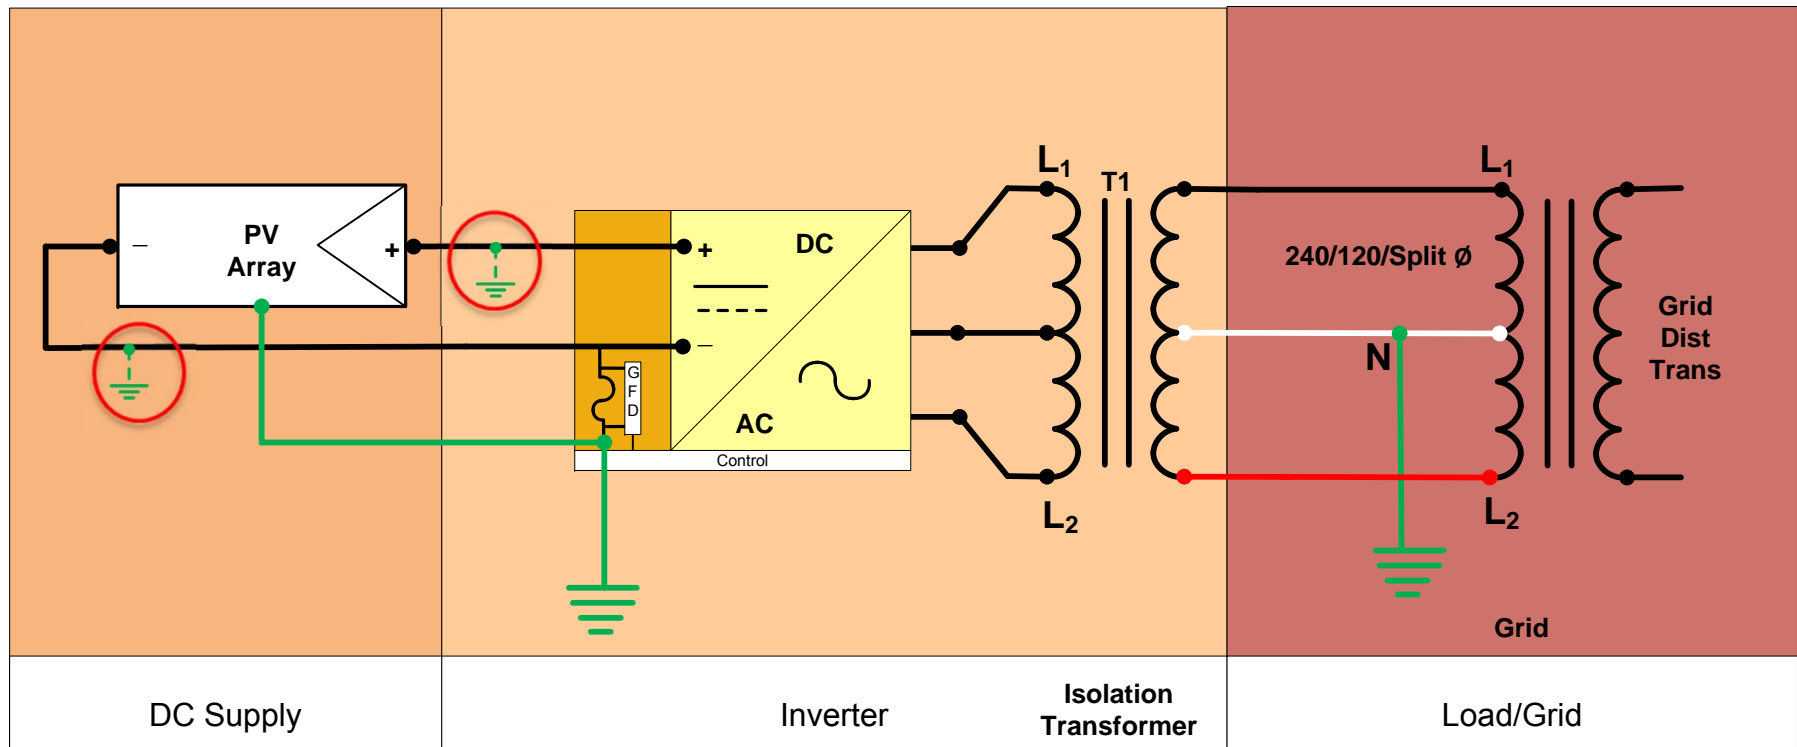 L1
T1
L1
PV
Array
−
+
+
DC
240/120/Split Ø
Grid
Dist
Trans
−
N
G
F
D
AC
Control
L2
L2
Grid
DC Supply
Inverter
Isolation
Transformer
Load/Grid